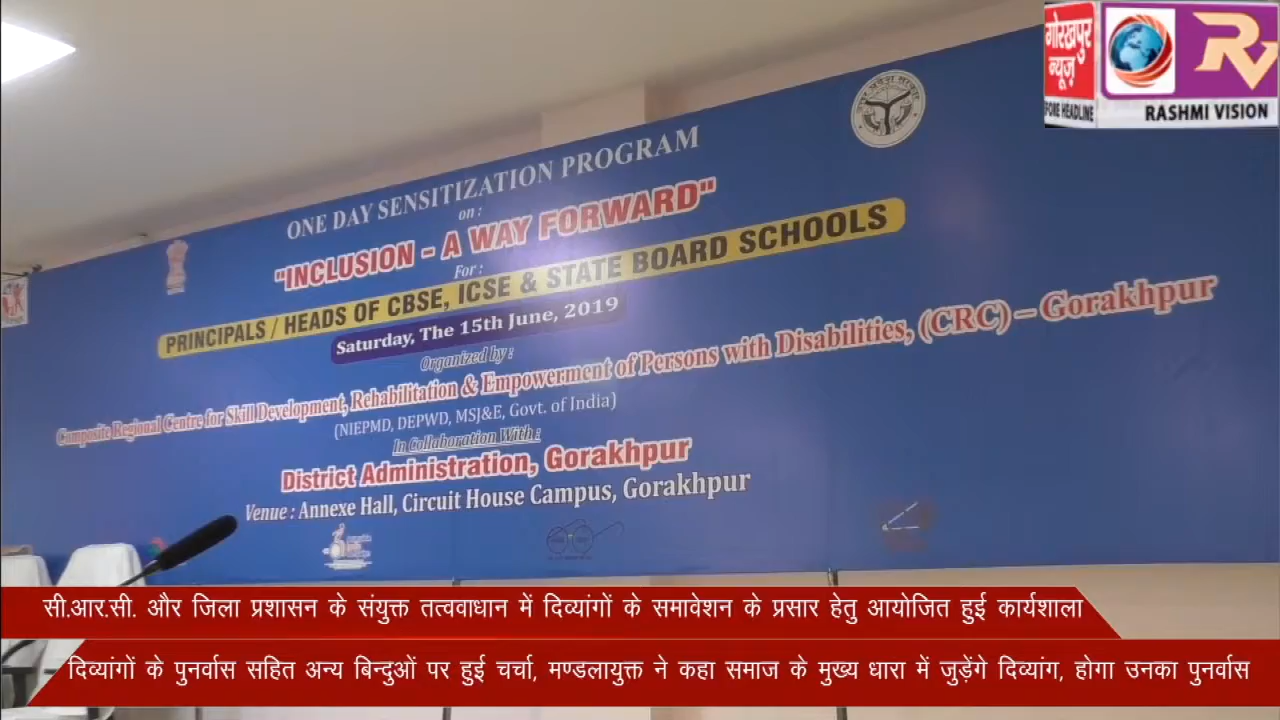 गोरखपुर
न्यूज़
RASHMI VISION
ONE DAY SENSITIZATION PROGRAM
on :
"INCLUSION - A WAY FORWARD"
For :
PRINCIPALS / HEADS OF CBSE, ICSE & STATE BOARD SCHOOLS
Saturday, The 15th June, 2019
Organized by :
Composite Regional Centre for Skill Development, Rehabilitation & Empowerment of Persons with Disabilities, (CRC) – Gorakhpur
(NIEPMD, DEPWD, MSJ&E, Govt. of India)
In Collaboration With :
District Administration, Gorakhpur
Venue : Annexe Hall, Circuit House Campus, Gorakhpur
सी.आर.सी. और जिला प्रशासन के संयुक्त तत्ववाधान में दिव्यांगों के समावेशन के प्रसार हेतु आयोजित हुई कार्यशाला
दिव्यांगों के पुनर्वास सहित अन्य बिन्दुओं पर हुई चर्चा, मण्डलायुक्त ने कहा समाज के मुख्य धारा में जुड़ेंगे दिव्यांग, होगा उनका पुनर्वास